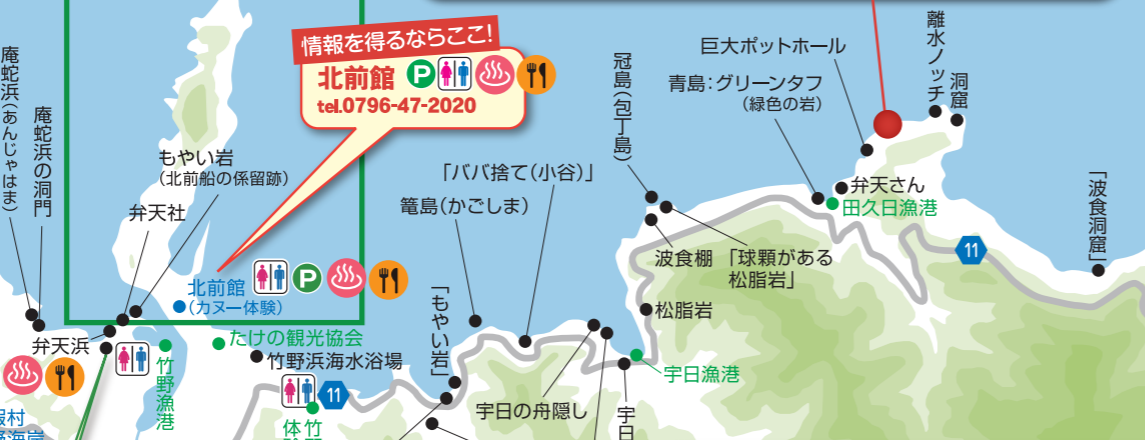 情報を得るならここ!
北前館 P
tel.0796-47-2020
離水ノッチ
洞窟
巨大ポットホール
青島:グリーンタフ
(緑色の岩)
冠島(包丁島)
庵蛇浜(あんじゃはま)
庵蛇浜の洞門
もやい岩
(北前船の係留跡)
弁天社
「ババ捨て(小谷)」
篭島(かごしま)
弁天さん
田久日漁港
「波食洞窟」
波食棚
「球顆がある
松脂岩」
11
北前館 P
(カヌー体験)
「もやい岩」
松脂岩
弁天浜
たけの観光協会
竹野浜海水浴場
竹野漁港
宇日漁港
11
宇日の舟隠し
宇日